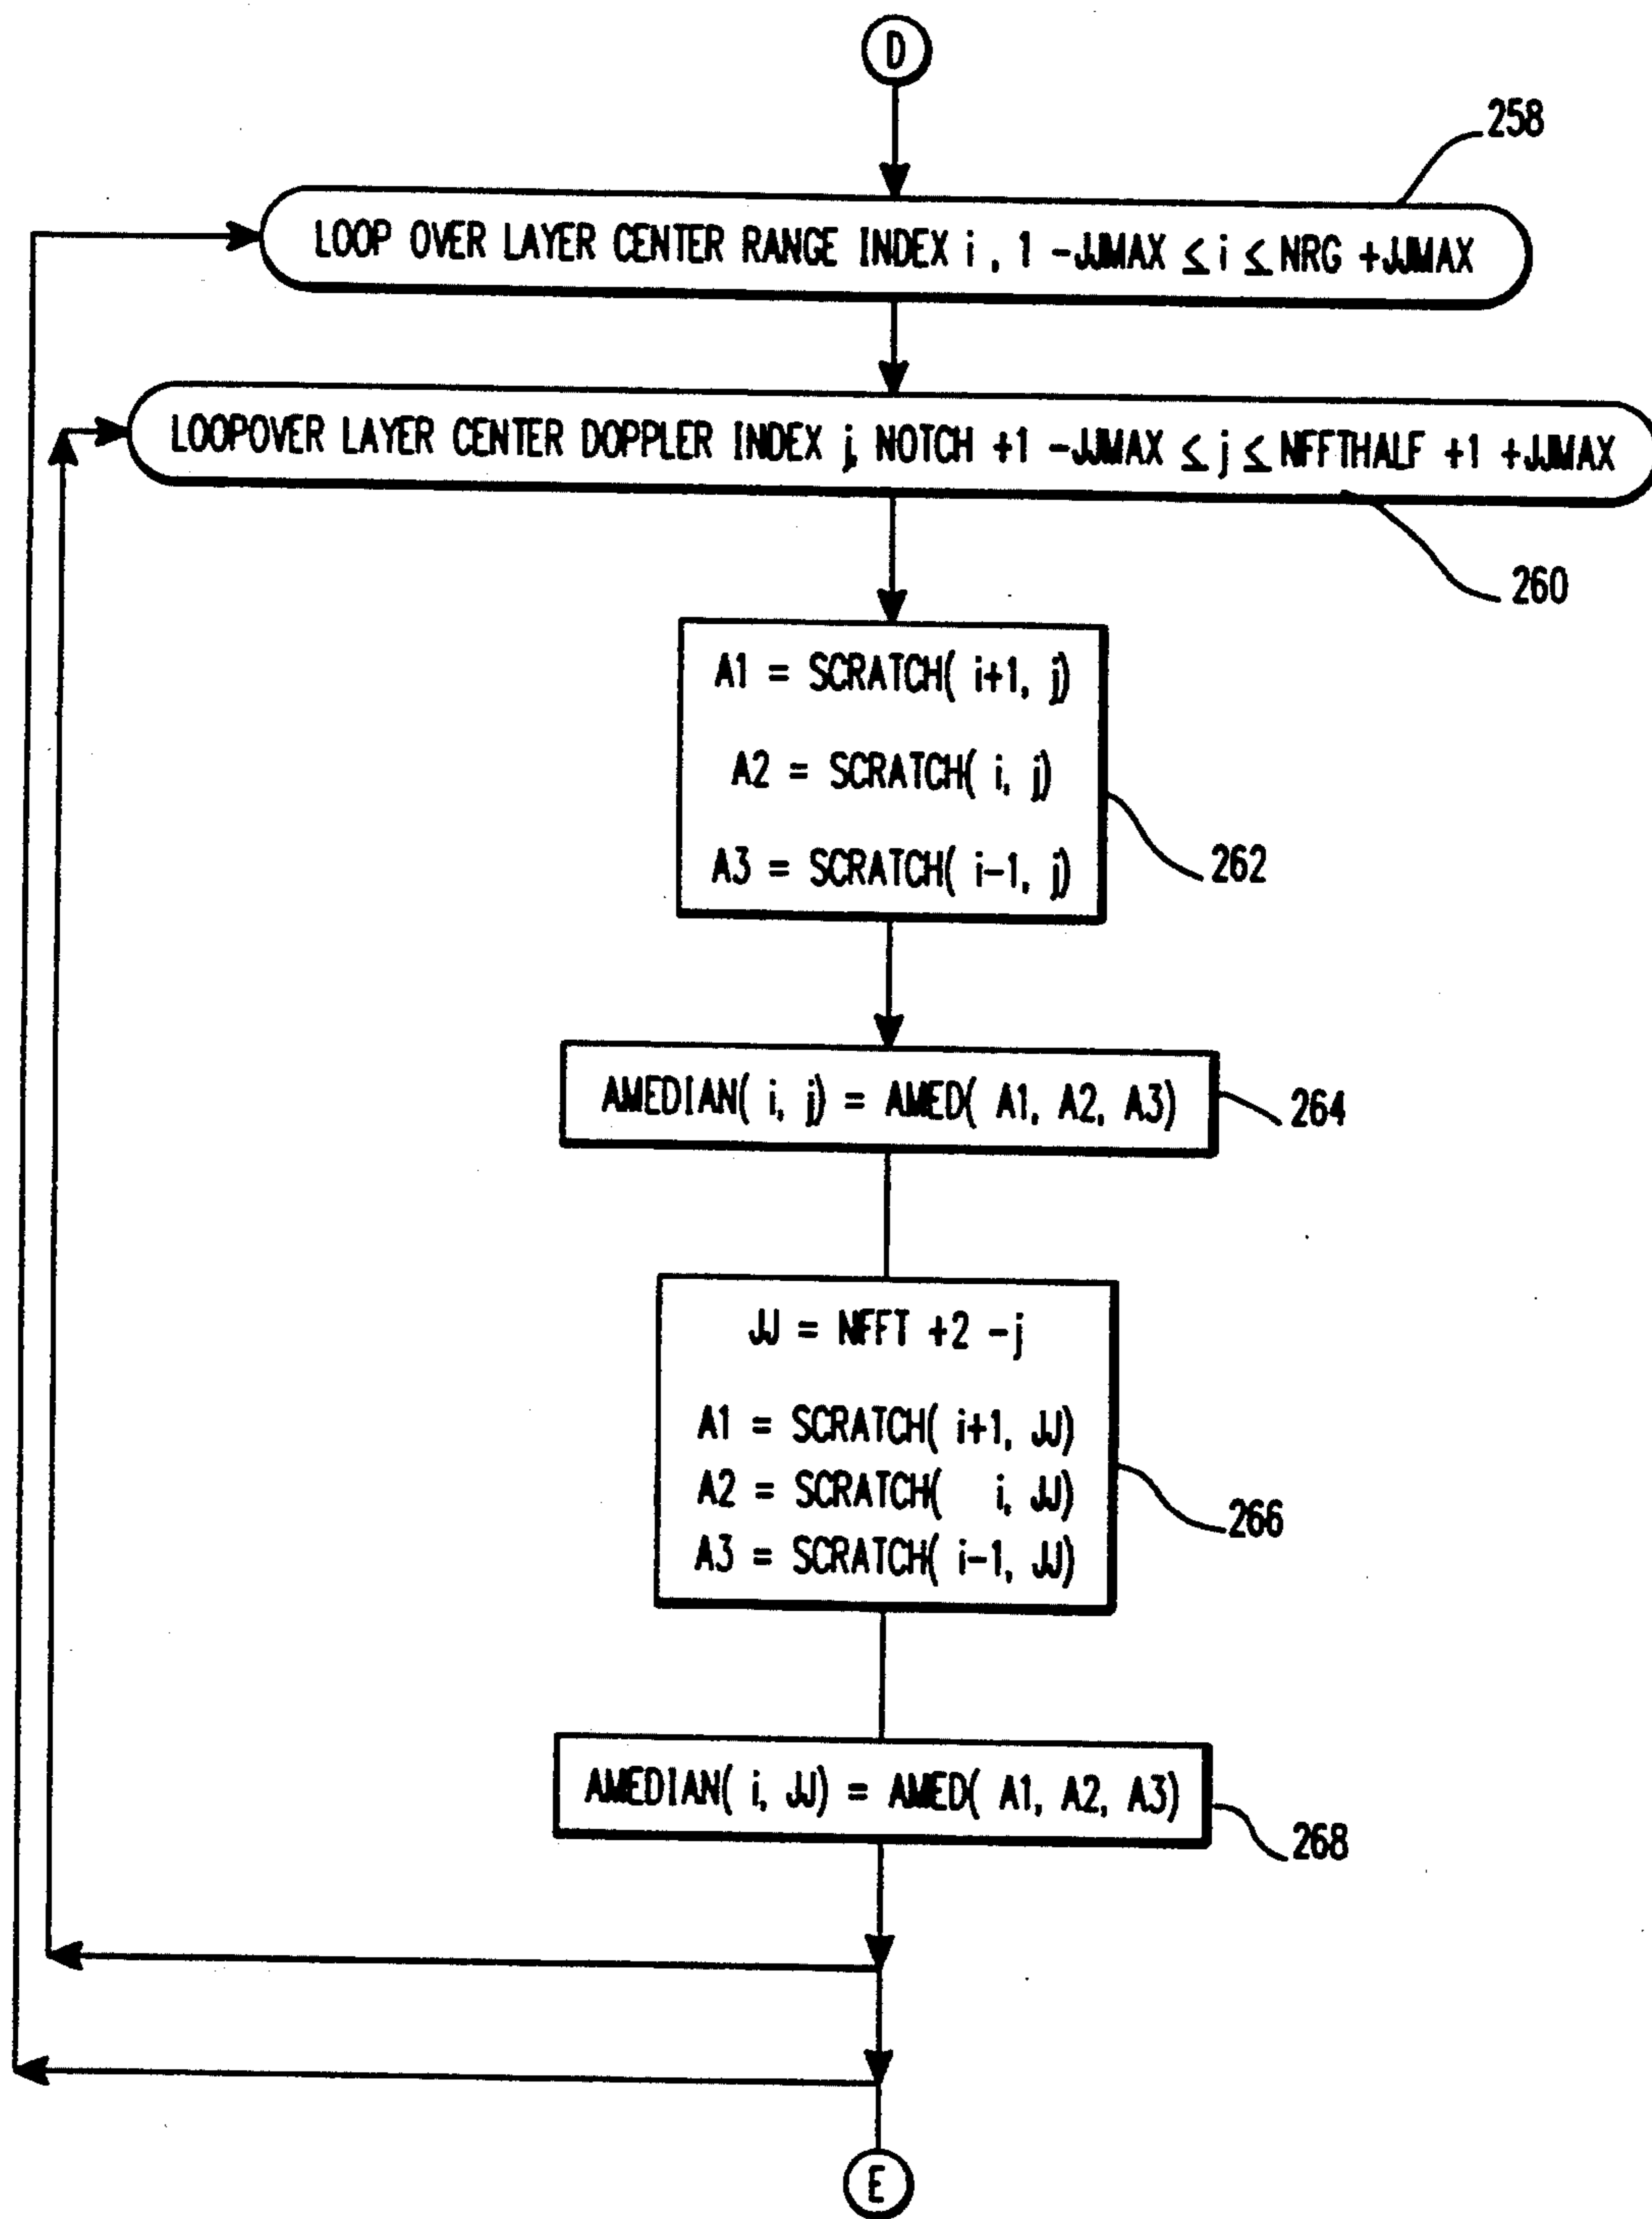 D
258
LOOP OVER LAYER CENTER RANGE INDEX i , 1 -JJMAX ≤ i ≤ NRG +JJMAX
LOOPOVER LAYER CENTER DOPPLER INDEX j, NOTCH +1 -JJMAX ≤ j ≤ NFFTHALF +1 +JJMAX
260
A1 = SCRATCH( i+1, j)
A2 = SCRATCH( i, j)
A3 = SCRATCH( i-1, j)
262
AMEDIAN( i, j) = AMED( A1, A2, A3)
264
JJ = NFFT +2 -j
A1 = SCRATCH( i+1, JJ)
A2 = SCRATCH( i, JJ)
A3 = SCRATCH( i-1, JJ)
266
AMEDIAN( i, JJ) = AMED( A1, A2, A3)
268
E